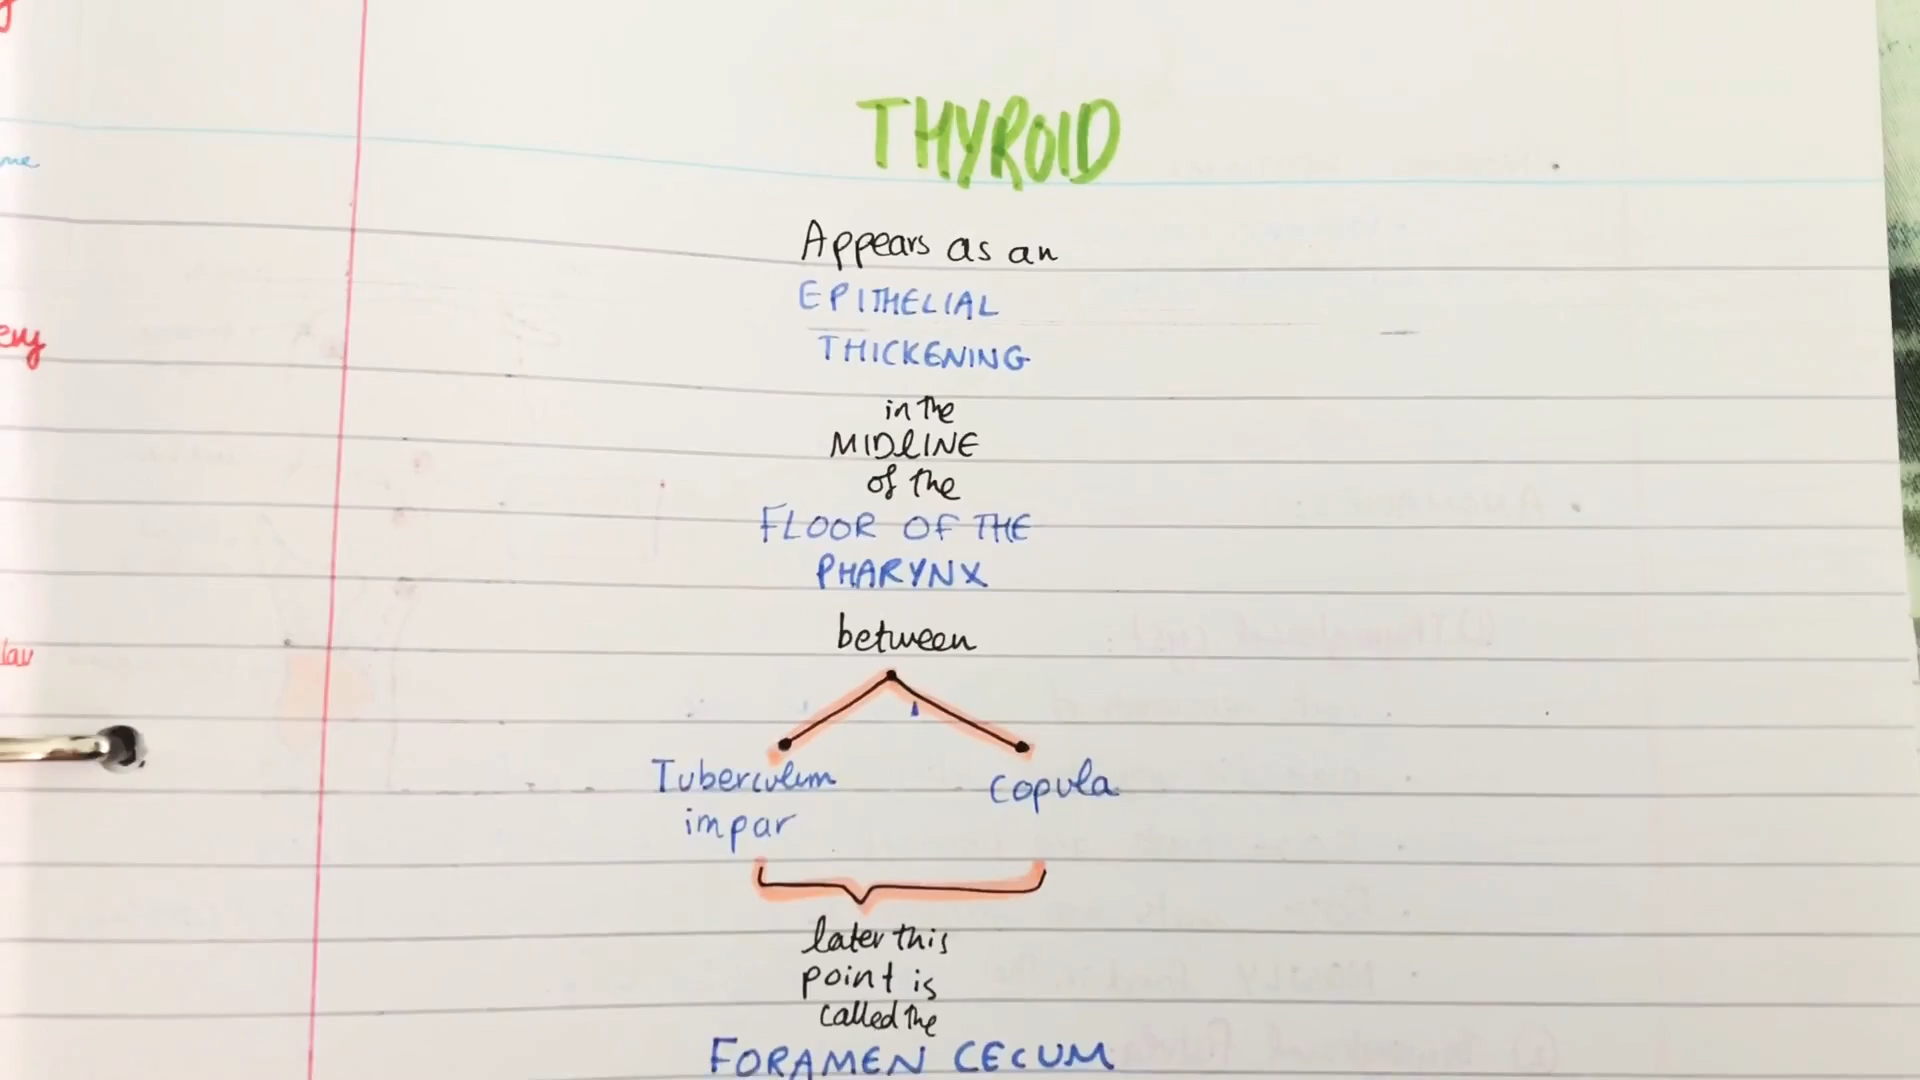 THYROID
Appears as an
EPITHELIAL
THICKENING
in the
MIDLINE
of the
FLOOR OF THE
PHARYNX
between
Tuberculum
impar
copula
later this
point is
called the
FORAMEN CECUM